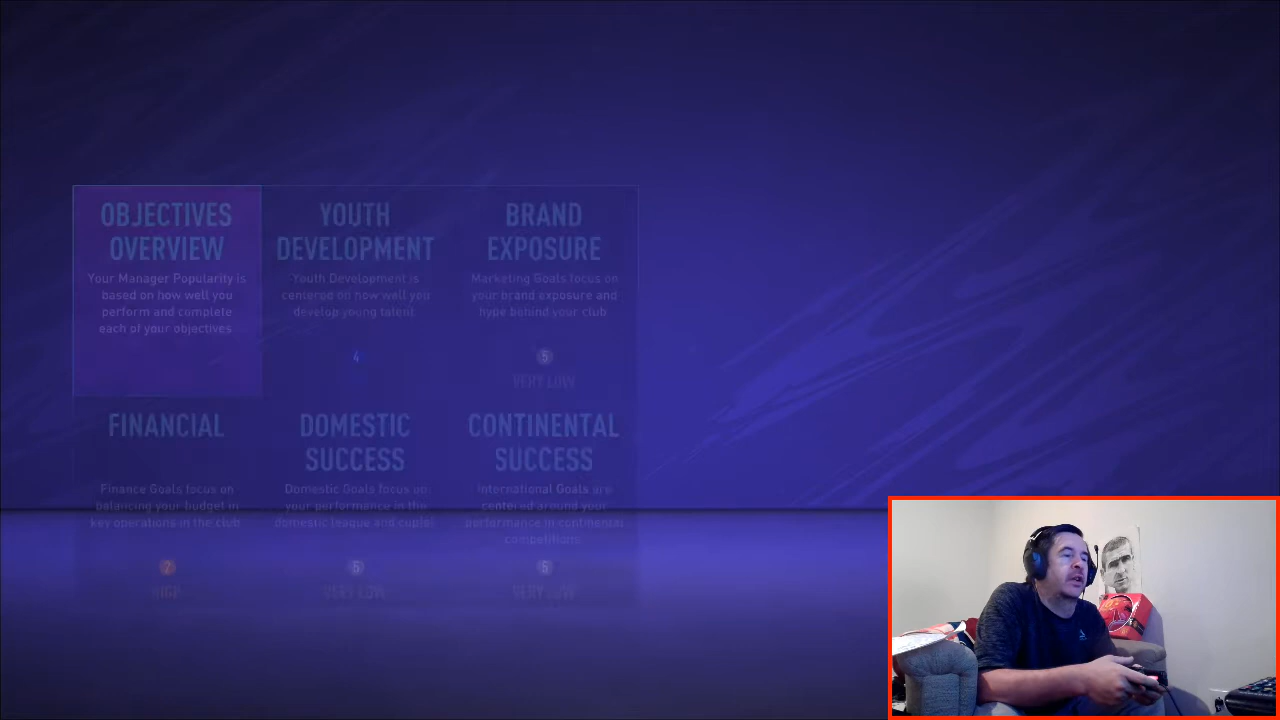 OBJECTIVES
OVERVIEW
Your Manager Popularity is
based on how well you
perform and complete
each of your objectives
YOUTH
DEVELOPMENT
Youth Development is
centered on how well you
develop young talent
4
BRAND
EXPOSURE
Marketing Goals focus on
your brand exposure and
hype behind your club
5
VERY LOW
FINANCIAL
Finance Goals focus on
balancing your budget in
key operations in the club
2
HIGH
DOMESTIC
SUCCESS
Domestic Goals focus on
your performance in the
domestic league and cup(s)
5
VERY LOW
CONTINENTAL
SUCCESS
International Goals are
centered around your
performance in continental
competitions
5
VERY LOW